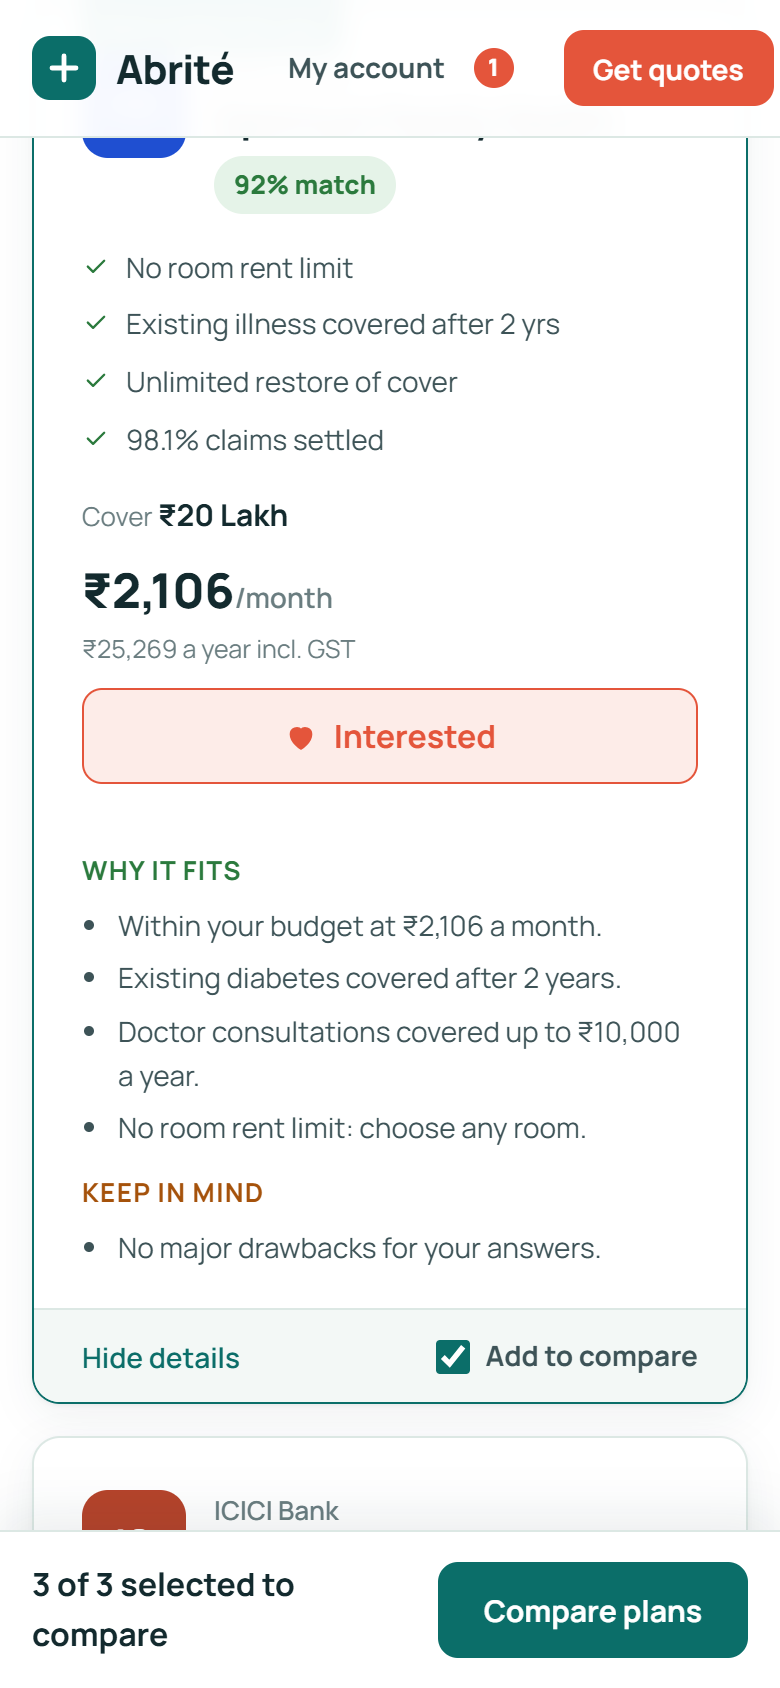 Abrité
My account
1
Get quotes
92% match
No room rent limit
Existing illness covered after 2 yrs
Unlimited restore of cover
98.1% claims settled
Cover ₹20 Lakh
₹2,106/month
₹25,269 a year incl. GST
Interested
WHY IT FITS
Within your budget at ₹2,106 a month.
Existing diabetes covered after 2 years.
Doctor consultations covered up to ₹10,000
a year.
No room rent limit: choose any room.
KEEP IN MIND
No major drawbacks for your answers.
Hide details
Add to compare
ICICI Bank
3 of 3 selected to
compare
Compare plans